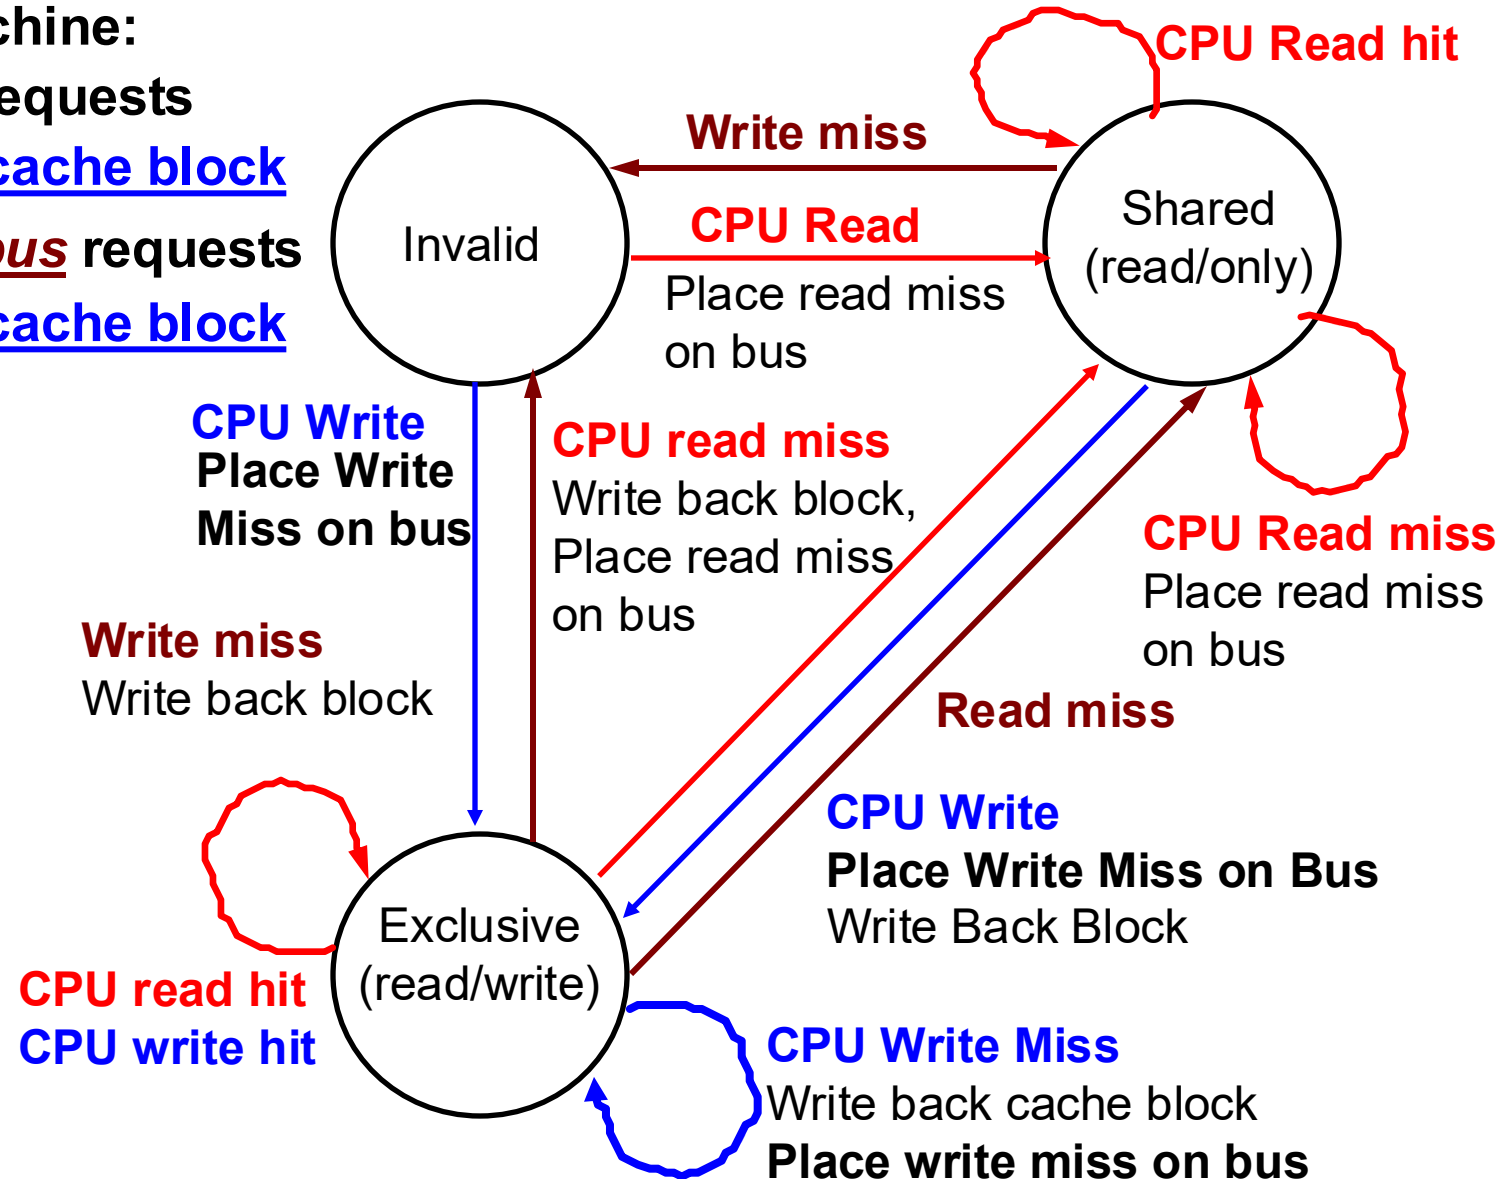 chine:
equests
cache block
bus requests
cache block
CPU Read hit
Write miss
Invalid
CPU Read
Place read miss
on bus
Shared
(read/only)
CPU Write
Place Write
Miss on bus
CPU read miss
Write back block,
Place read miss
on bus
CPU Read miss
Place read miss
on bus
Write miss
Write back block
Read miss
CPU Write
Place Write Miss on Bus
Write Back Block
Exclusive
(read/write)
CPU read hit
CPU write hit
CPU Write Miss
Write back cache block
Place write miss on bus